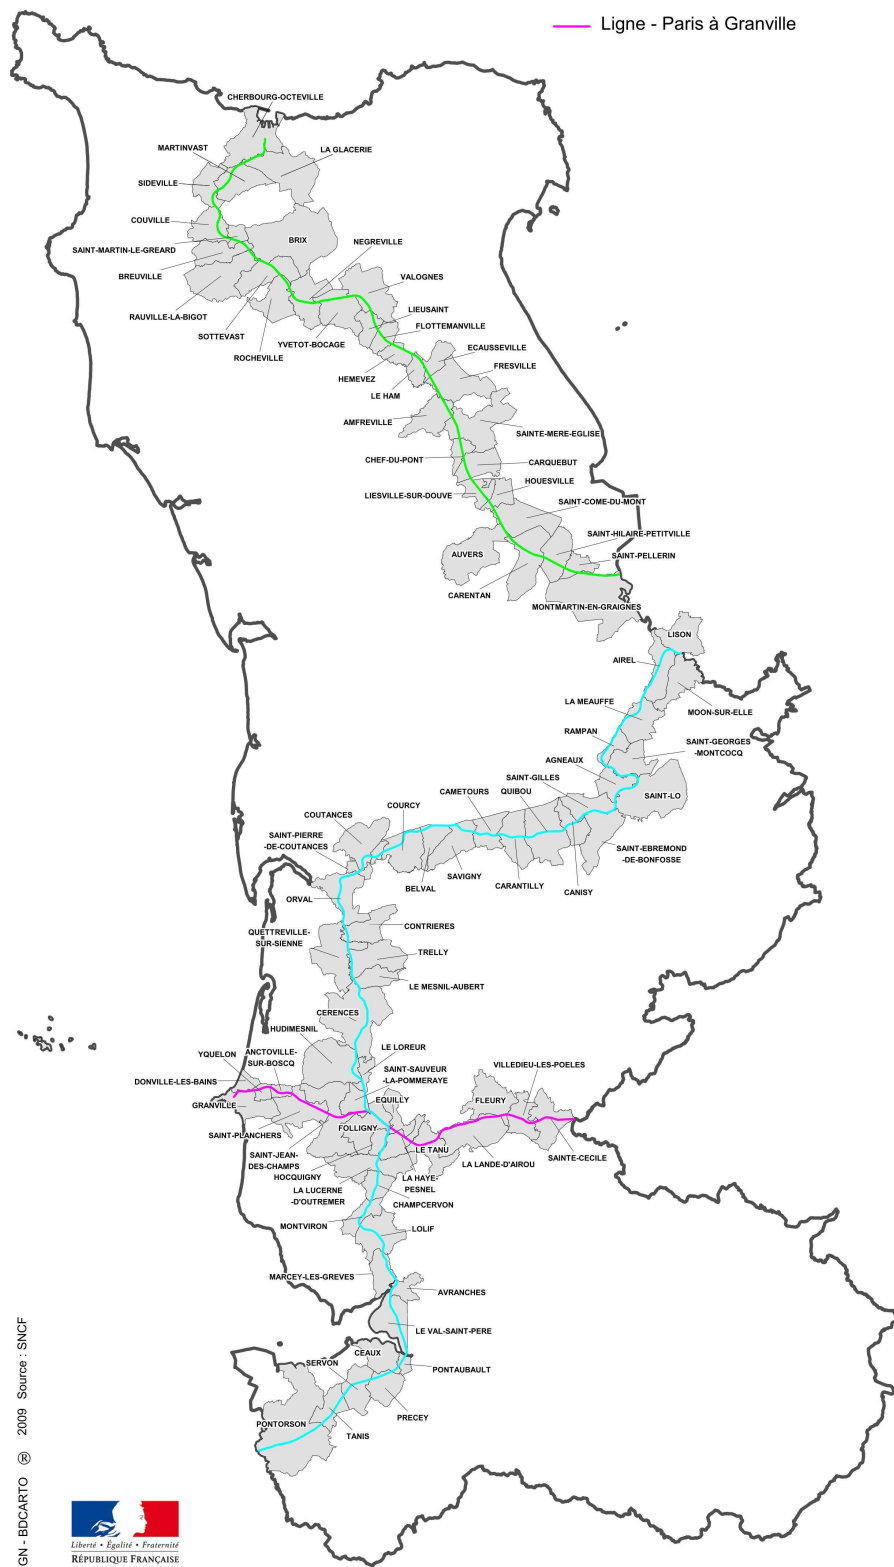 Ligne - Paris à Granville
CHERBOURG-OCTEVILLE
MARTINVAST
LA GLACERIE
SIDEVILLE
COUVILLE
SAINT-MARTIN-LE-GREARD
BRIX
NEGREVILLE
BREUVILLE
VALOGNES
RAUVILLE-LA-BIGOT
LIEUSAINT
SOTTEVAST
FLOTTEMANVILLE
YVETOT-BOCAGE
ROCHEVILLE
ECAUSSEVILLE
HEMEVEZ
FRESVILLE
LE HAM
AMFREVILLE
SAINTE-MERE-EGLISE
CHEF-DU-PONT
CARQUEBUT
HOUESVILLE
LIESVILLE-SUR-DOUVE
SAINT-COME-DU-MONT
SAINT-HILAIRE-PETITVILLE
AUVERS
SAINT-PELLERIN
CARENTAN
MONTMARTIN-EN-GRAIGNES
LISON
AIREL
LA MEAUFFE
MOON-SUR-ELLE
RAMPAN
SAINT-GEORGES
-MONTCOCQ
AGNEAUX
SAINT-GILLES
CAMETOURS
QUIBOU
SAINT-LO
COURCY
COUTANCES
SAINT-PIERRE
-DE-COUTANCES
SAINT-EBREMOND
-DE-BONFOSSE
SAVIGNY
BELVAL
CARANTILLY
CANISY
ORVAL
CONTRIERES
QUETTREVILLE-
SUR-SIENNE
TRELLY
LE MESNIL-AUBERT
CERENCES
HUDIMESNIL
LE LOREUR
YQUELON
ANCTOVILLE-
SUR-BOSCQ
SAINT-SAUVEUR
-LA-POMMERAYE
VILLEDIEU-LES-POELES
DONVILLE-LES-BAINS
EQUILLY
FLEURY
GRANVILLE
FOLLIGNY
SAINT-PLANCHERS
LE TANU
SAINT-JEAN-
DES-CHAMPS
SAINTE-CECILE
LA LANDE-D'AIROU
HOCQUIGNY
LA HAYE-
PESNEL
LA LUCERNE
-D'OUTREMER
CHAMPCERVON
MONTVIRON
LOLIF
MARCEY-LES-GREVES
AVRANCHES
LE VAL-SAINT-PERE
CEAUX
SERVON
PONTAUBAULT
PRECEY
PONTORSON
TANIS
GN - BDCARTO ® 2009 Source : SNCF
Liberté • Égalité • Fraternité
RÉPUBLIQUE FRANÇAISE